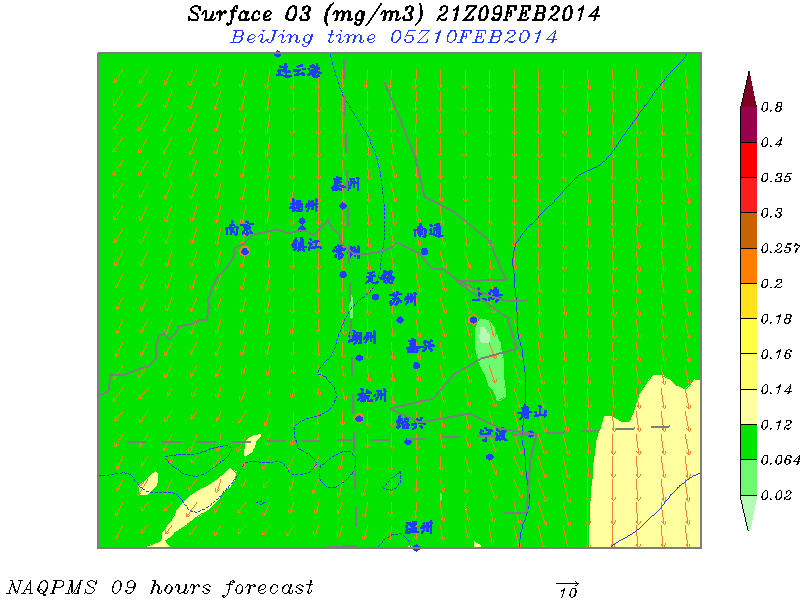 Surface O3 (mg/m3) 21Z09FEB2014
BeiJing time 05Z10FEB2014
连云港
0.8
0.4
0.35
0.3
0.257
0.2
0.18
0.16
0.14
0.12
0.064
0.02
泰州
扬州
南京
镇江
常州
南通
无锡
苏州
上海
湖州
嘉兴
杭州
绍兴
舟山
宁波
温州
NAQPMS 09 hours forecast
10